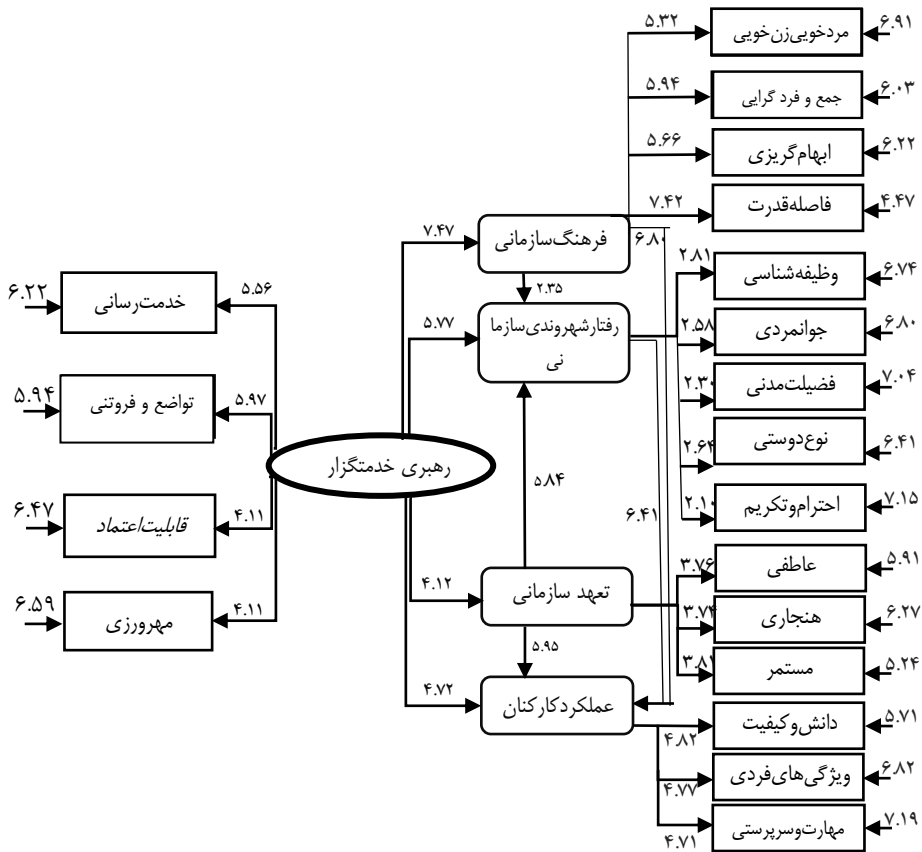 ۵.۳۲
مردخویی‌زن‌خویی
۶.۹۱
۵.۹۴
جمع و فرد گرایی
۶.۰۳
۵.۶۶
ابهام‌گریزی
۶.۲۲
۷.۴۲
فاصله‌قدرت
۴.۴۷
۷.۴۷
فرهنگ‌سازمانی
۶.۸۰
۲.۸۱
وظیفه‌شناسی
۶.۷۴
۲.۳۵
۵.۷۷
رفتارشهروندی‌سازما
نی
۲.۵۸
جوانمردی
۶.۸۰
۲.۳۰
فضیلت‌مدنی
۷.۰۴
۲.۶۴
نوع‌دوستی
۶.۴۱
۲.۱۰
احترام‌وتکریم
۷.۱۵
۶.۲۲
خدمت‌رسانی
۵.۵۶
۵.۹۴
تواضع و فروتنی
۵.۹۷
رهبری خدمتگزار
۶.۴۷
قابلیت‌اعتماد
۴.۱۱
۶.۵۹
مهرورزی
۴.۱۱
۵.۸۴
۶.۴۱
۴.۱۲
تعهد سازمانی
۳.۷۶
عاطفی
۵.۹۱
۳.۷۴
هنجاری
۶.۲۷
۳.۸۱
مستمر
۵.۲۴
۵.۹۵
۴.۷۲
عملکردکارکنان
۴.۸۲
دانش‌وکیفیت
۵.۷۱
۴.۷۷
ویژگی‌های‌فردی
۶.۸۲
۴.۷۱
مهارت‌وسرپرستی
۷.۱۹